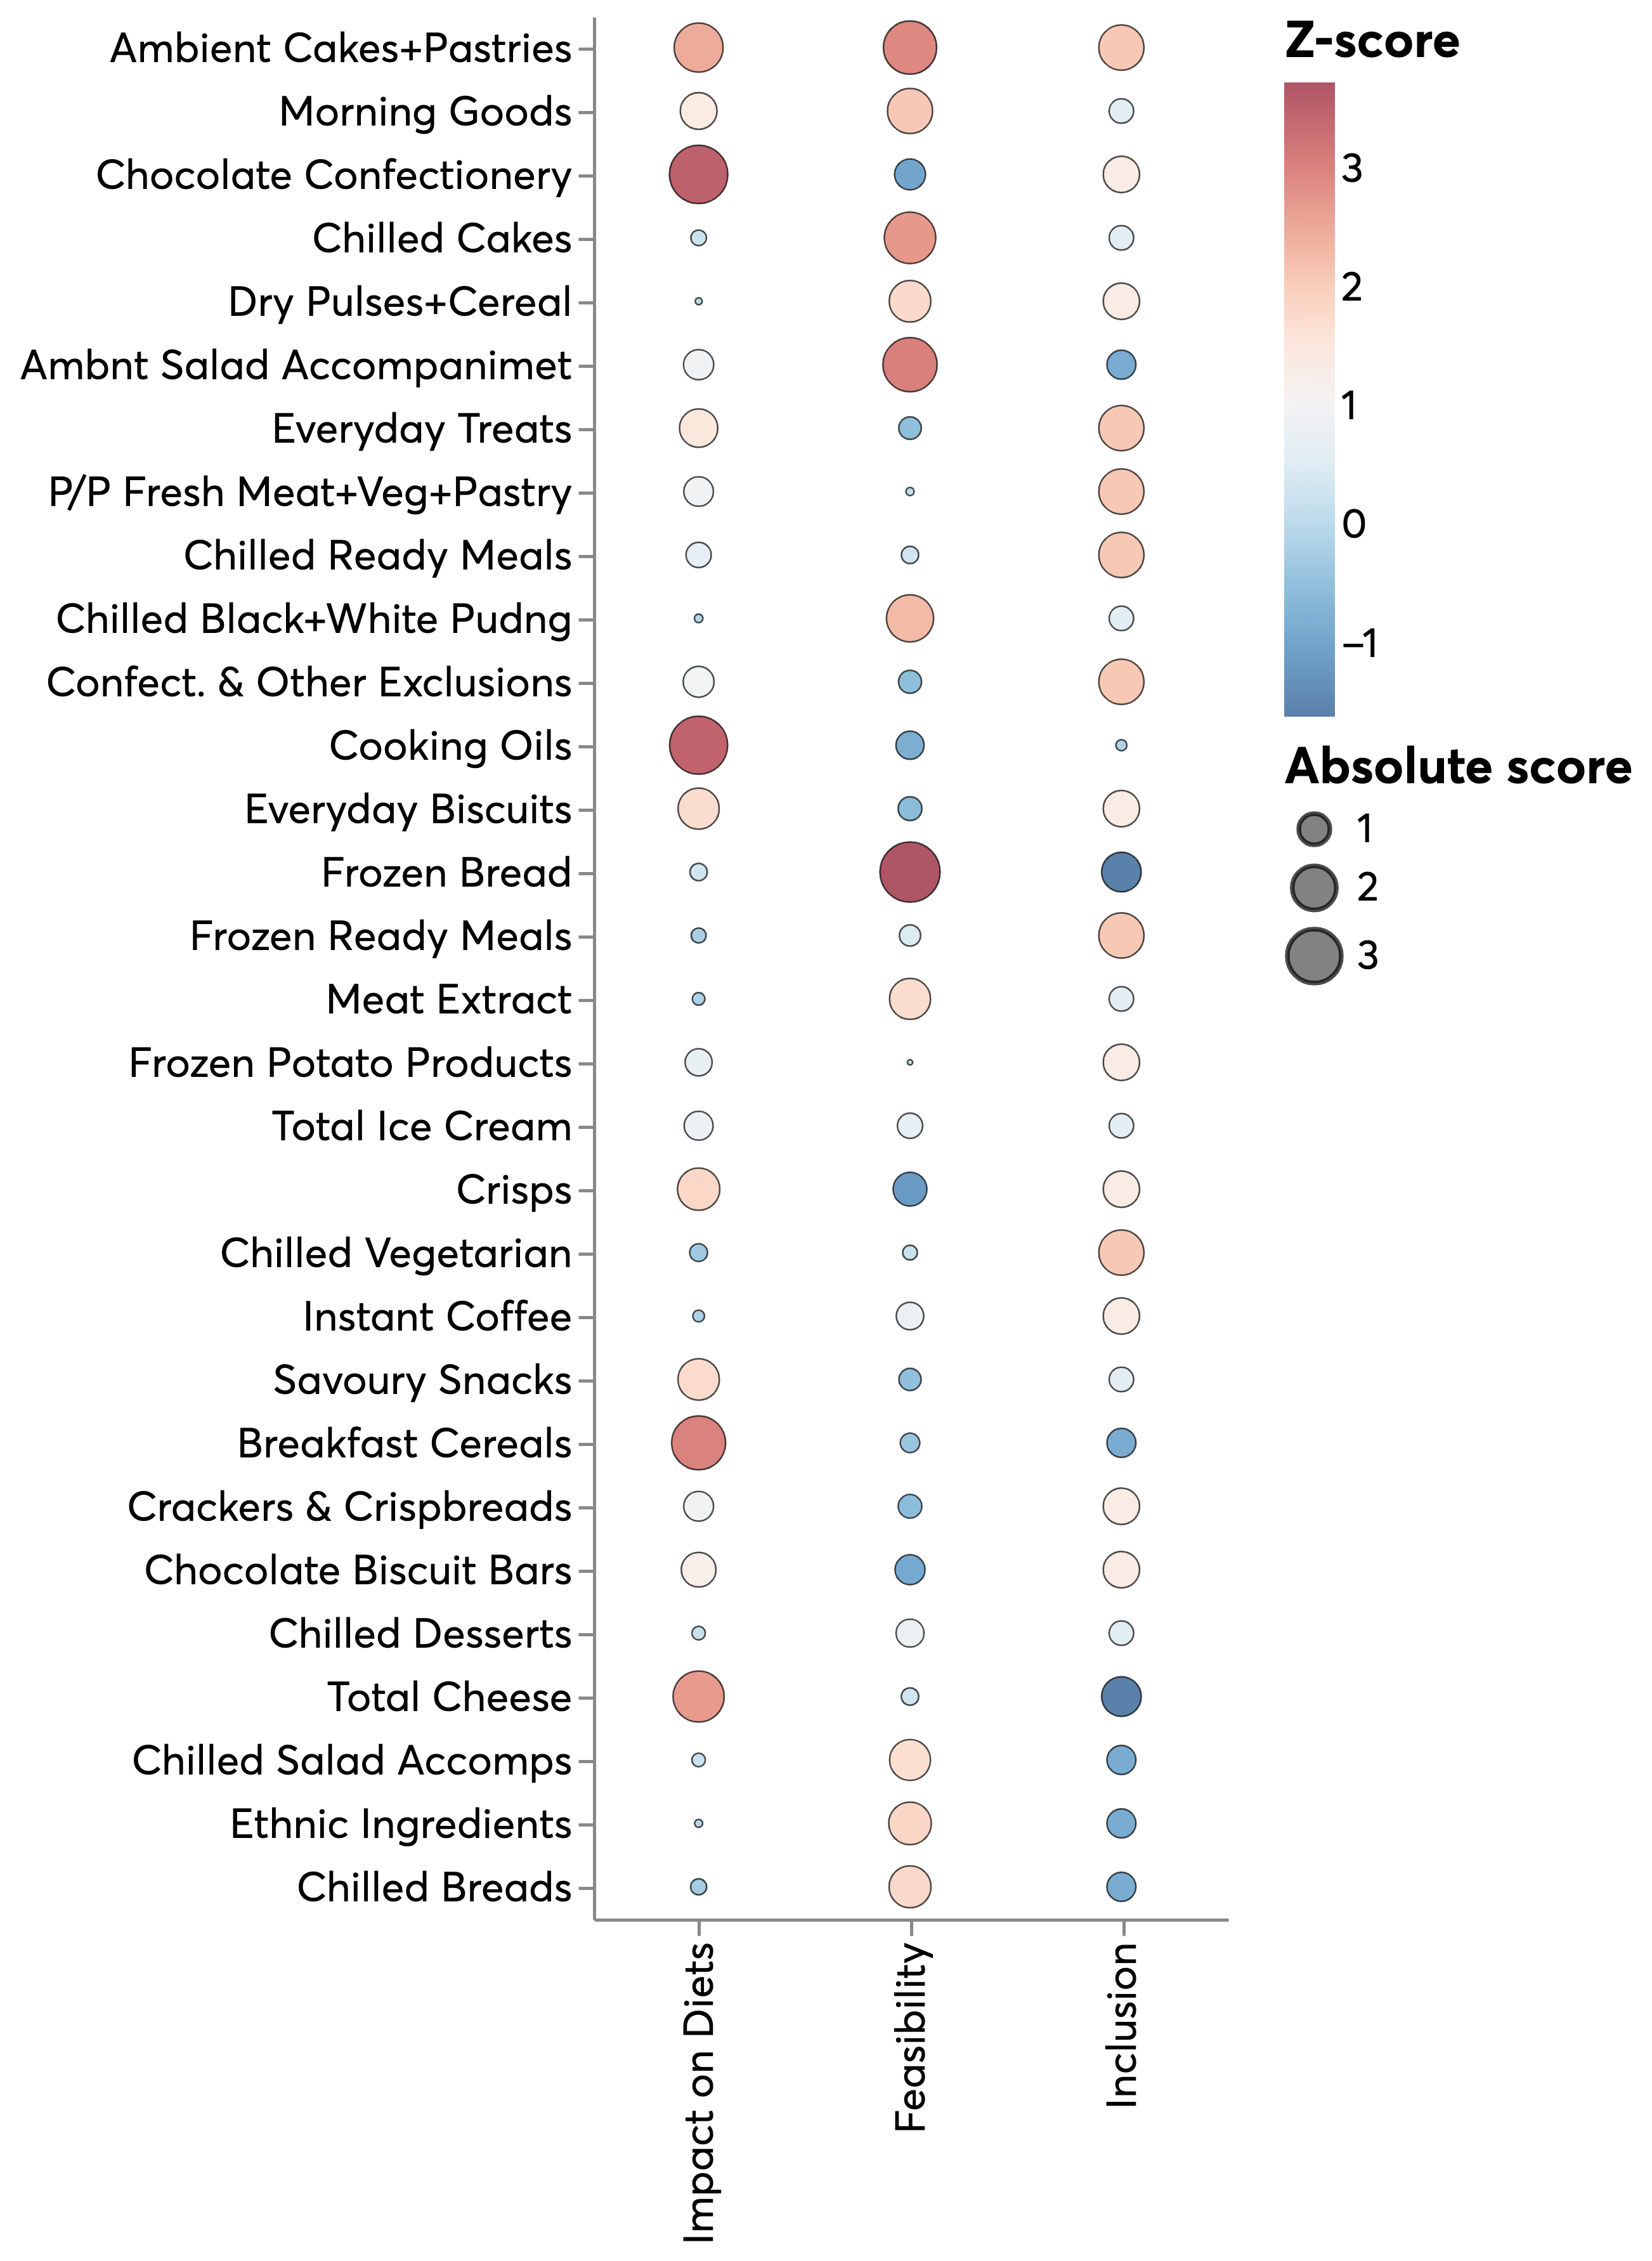 Ambient Cakes+Pastries
Morning Goods
Chocolate Confectionery
Chilled Cakes
Dry Pulses+Cereal
Ambnt Salad Accompanimet
Everyday Treats
P/P Fresh Meat+Veg+Pastry
Chilled Ready Meals
Chilled Black+White Pudng
Confect. & Other Exclusions
Cooking Oils
Everyday Biscuits
Frozen Bread
Frozen Ready Meals
Meat Extract
Frozen Potato Products
Total Ice Cream
Crisps
Chilled Vegetarian
Instant Coffee
Savoury Snacks
Breakfast Cereals
Crackers & Crispbreads
Chocolate Biscuit Bars
Chilled Desserts
Total Cheese
Chilled Salad Accomps
Ethnic Ingredients
Chilled Breads
Impact on Diets
Feasibility
Inclusion
Z-score
3
2
1
0
−1
Absolute score
1
2
3